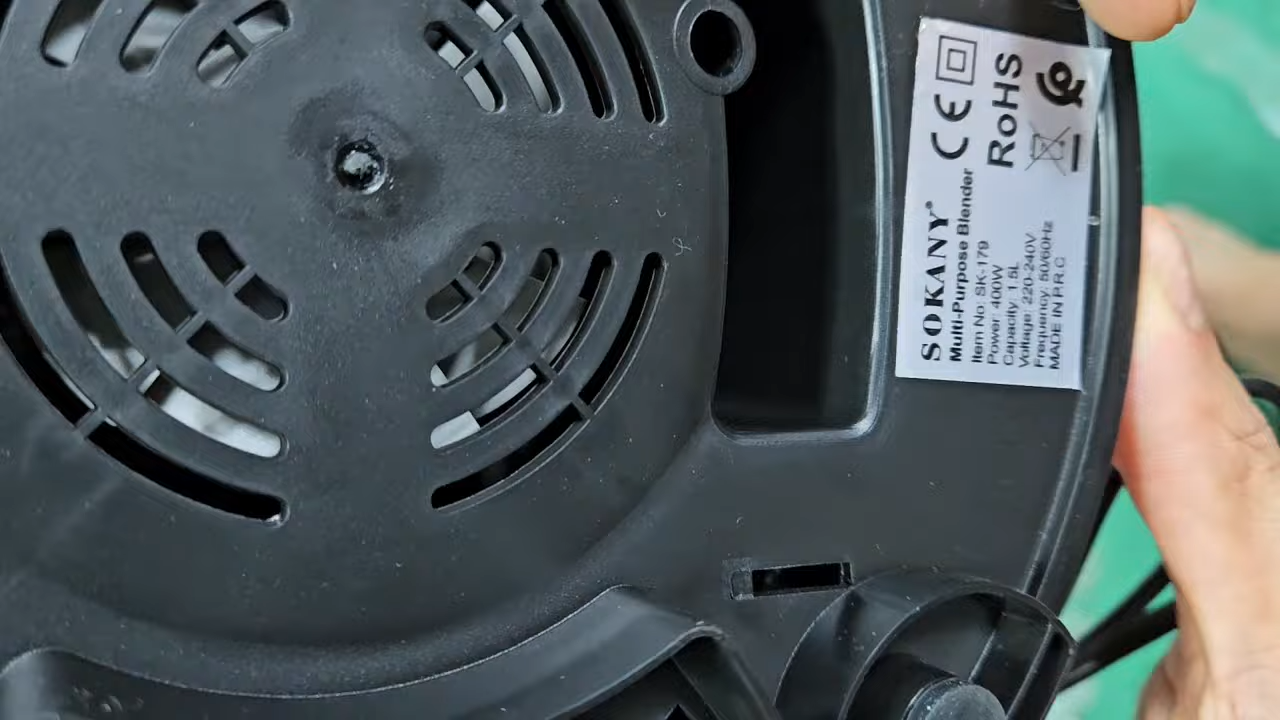 SOKANY®
Multi-Purpose Blender
Item No: SK-179
Power: 400W
Capacity: 1.5L
Voltage: 220-240V
Frequency: 50/60Hz
MADE IN P.R.C
CE
RoHS